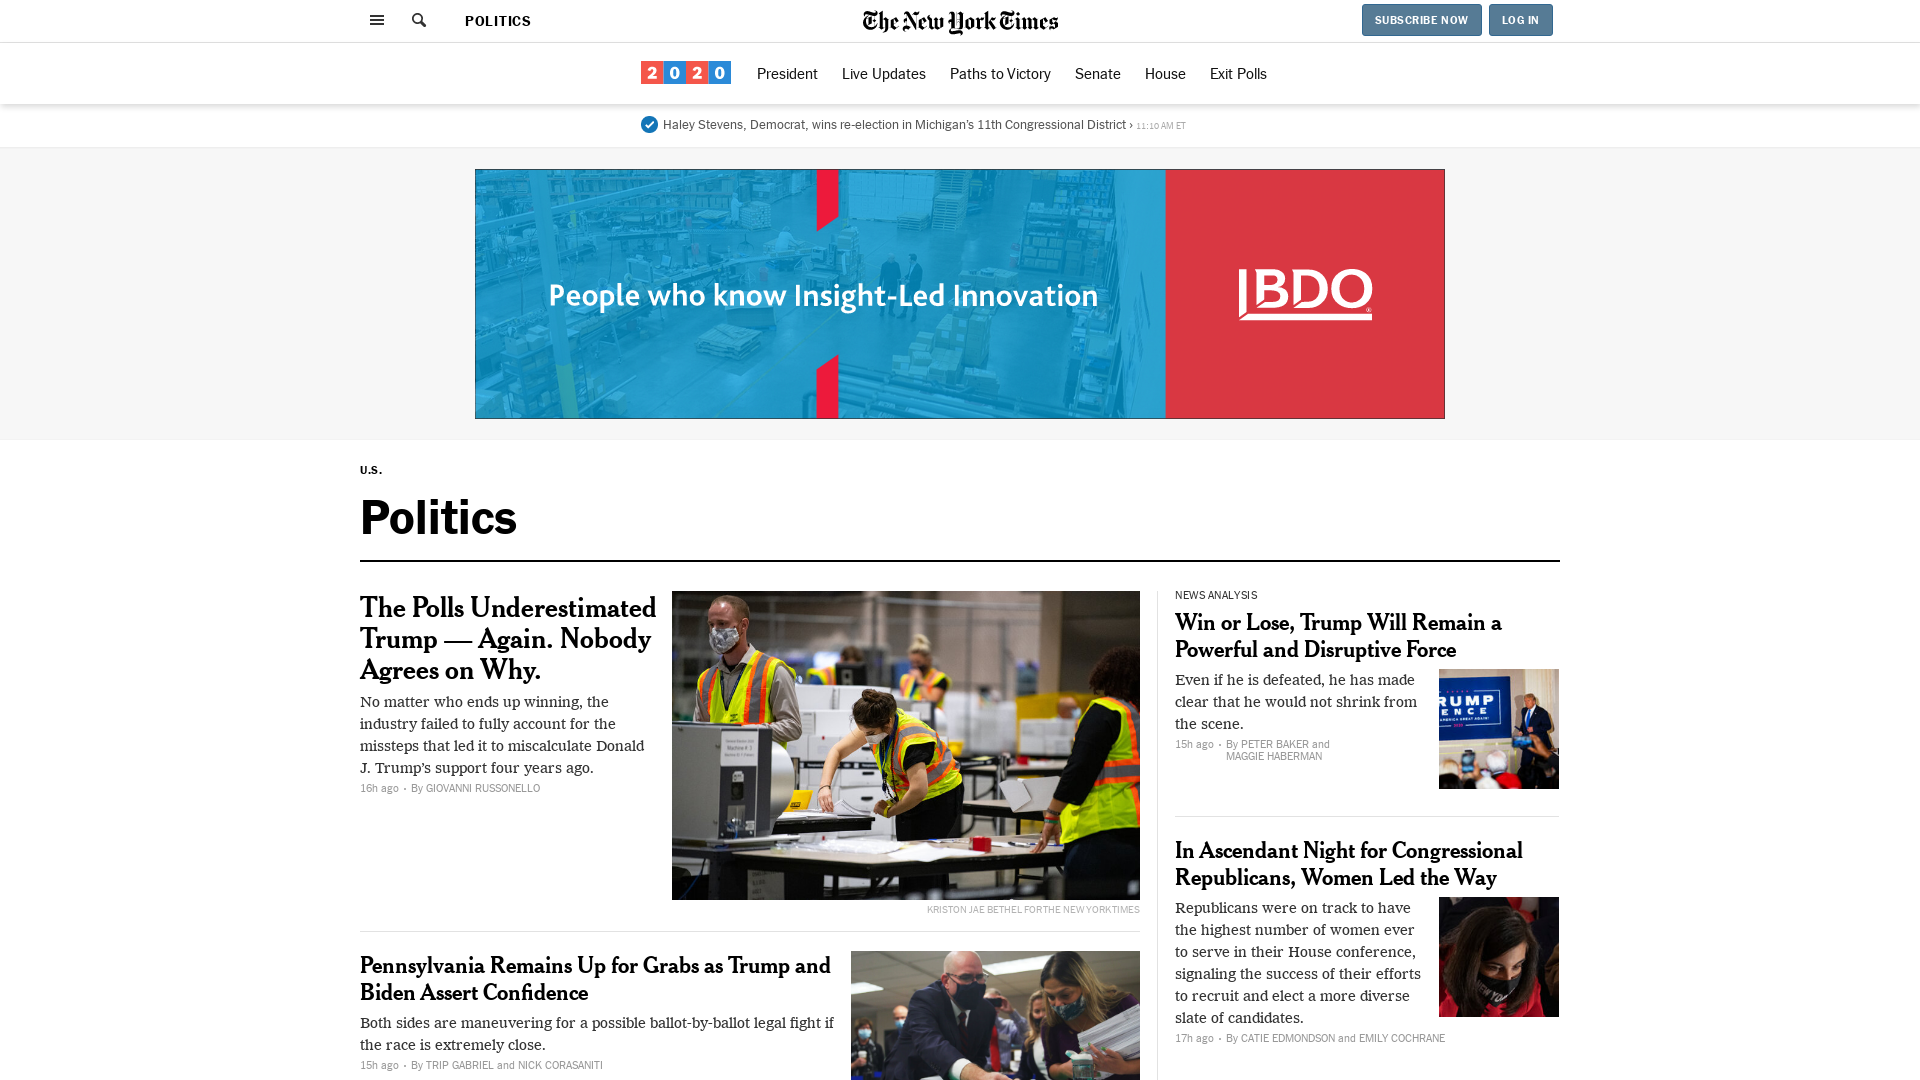 POLITICS
The New York Times
SUBSCRIBE NOW
LOG IN
2020
President
Live Updates
Paths to Victory
Senate
House
Exit Polls
Haley Stevens, Democrat, wins re-election in Michigan’s 11th Congressional District › 11:10 AM ET
People who know Insight-Led Innovation
BDO
U.S.
Politics
The Polls Underestimated
Trump — Again. Nobody
Agrees on Why.
No matter who ends up winning, the
industry failed to fully account for the
missteps that led it to miscalculate Donald
J. Trump’s support four years ago.
16h ago • By GIOVANNI RUSSONELLO
KRISTON JAE BETHEL FOR THE NEW YORK TIMES
Pennsylvania Remains Up for Grabs as Trump and
Biden Assert Confidence
Both sides are maneuvering for a possible ballot-by-ballot legal fight if
the race is extremely close.
15h ago • By TRIP GABRIEL and NICK CORASANITI
NEWS ANALYSIS
Win or Lose, Trump Will Remain a
Powerful and Disruptive Force
Even if he is defeated, he has made
clear that he would not shrink from
the scene.
15h ago • By PETER BAKER and
MAGGIE HABERMAN
RUMP
ENCE
In Ascendant Night for Congressional
Republicans, Women Led the Way
Republicans were on track to have
the highest number of women ever
to serve in their House conference,
signaling the success of their efforts
to recruit and elect a more diverse
slate of candidates.
17h ago • By CATIE EDMONDSON and EMILY COCHRANE